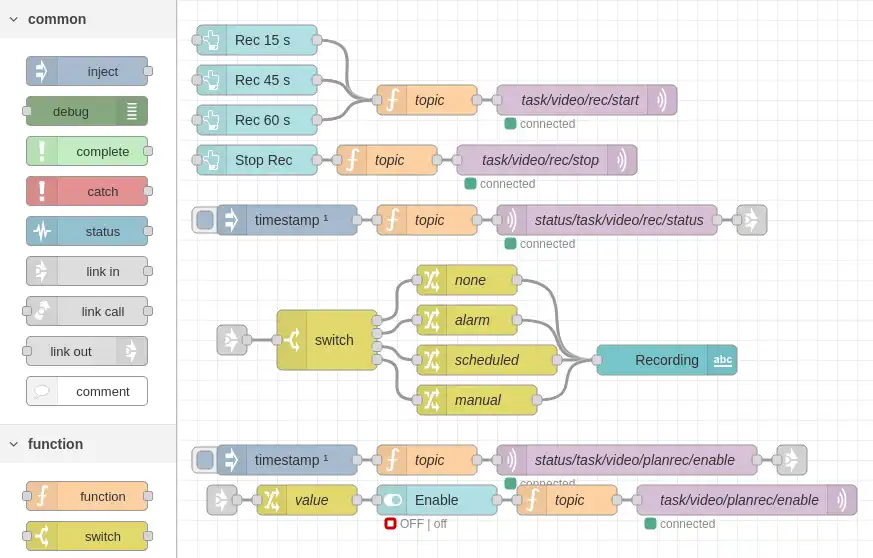 common
inject
debug
complete
catch
status
link in
link call
link out
comment
function
function
switch
Rec 15 s
Rec 45 s
Rec 60 s
topic
task/video/rec/start
connected
Stop Rec
topic
task/video/rec/stop
connected
timestamp ¹
topic
status/task/video/rec/status
connected
switch
none
alarm
scheduled
manual
Recording
abc
timestamp ¹
topic
status/task/video/planrec/enable
connected
value
Enable
OFF | off
topic
task/video/planrec/enable
connected